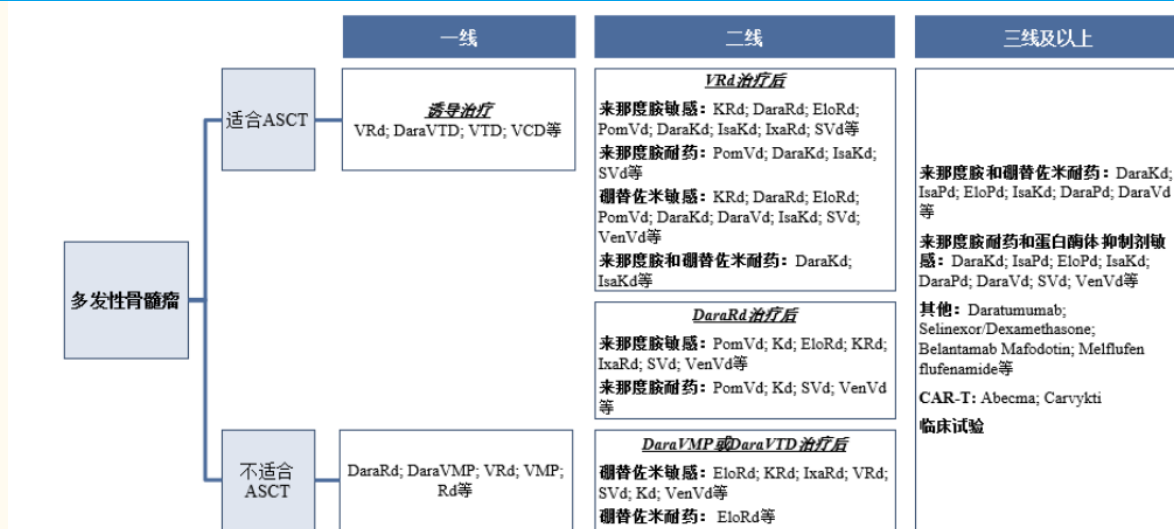 一线
二线
三线及以上
多发性骨髓瘤
适合ASCT
诱导治疗
VRd; DaraVTD; VTD; VCD等
VRd治疗后
来那度胺敏感：KRd; DaraRd; EloRd;
PomVd; DaraKd; IsaKd; IxaRd; SVd等
来那度胺耐药：PomVd; DaraKd; IsaKd;
SVd等
硼替佐米敏感：KRd; DaraRd; EloRd;
PomVd; DaraKd; DaraVd; IsaKd; SVd;
VenVd等
来那度胺和硼替佐米耐药：DaraKd;
IsaKd等
DaraRd治疗后
来那度胺敏感：PomVd; Kd; EloRd; KRd;
IxaRd; SVd; VenVd等
来那度胺耐药：PomVd; Kd; SVd; VenVd
等
不适合
ASCT
DaraRd; DaraVMP; VRd; VMP;
Rd等
DaraVMP或DaraVTD治疗后
硼替佐米敏感：EloRd; KRd; IxaRd; VRd;
SVd; Kd; VenVd等
硼替佐米耐药：EloRd等
来那度胺和硼替佐米耐药：DaraKd;
IsaPd; EloPd; IsaKd; DaraPd; DaraVd
等
来那度胺耐药和蛋白酶体抑制剂敏
感：DaraKd; IsaPd; EloPd; IsaKd;
DaraPd; DaraVd; SVd; VenVd等
其他：Daratumumab;
Selinexor/Dexamethasone;
Belantamab Mafodotin; Melflufen
flufenamide等
CAR-T: Abecma; Carvykti
临床试验